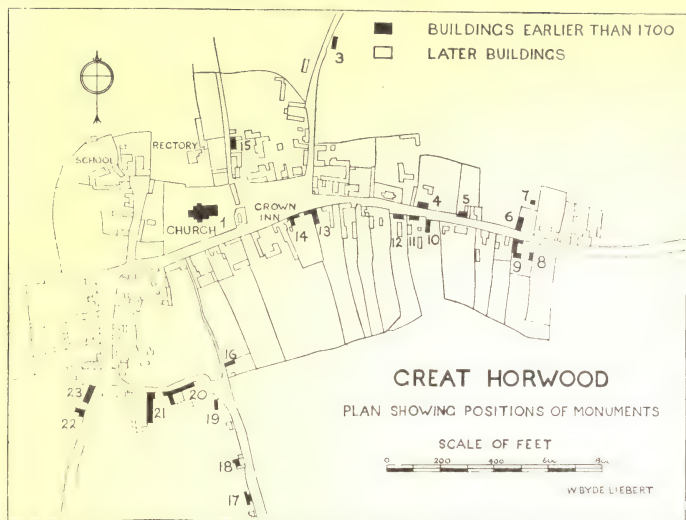 BUILDINGS EARLIER THAN 1700
LATER BUILDINGS
3
15
RECTORY
SCHOOL
CHURCH
1
CROWN
INN
14
13
12
11
10
4
5
7
6
9
8
16
23
22
21
20
19
18
17
GREAT HORWOOD
PLAN SHOWING POSITIONS OF MONUMENTS
SCALE OF FEET
0 200 400
W BYDE LIEBERT